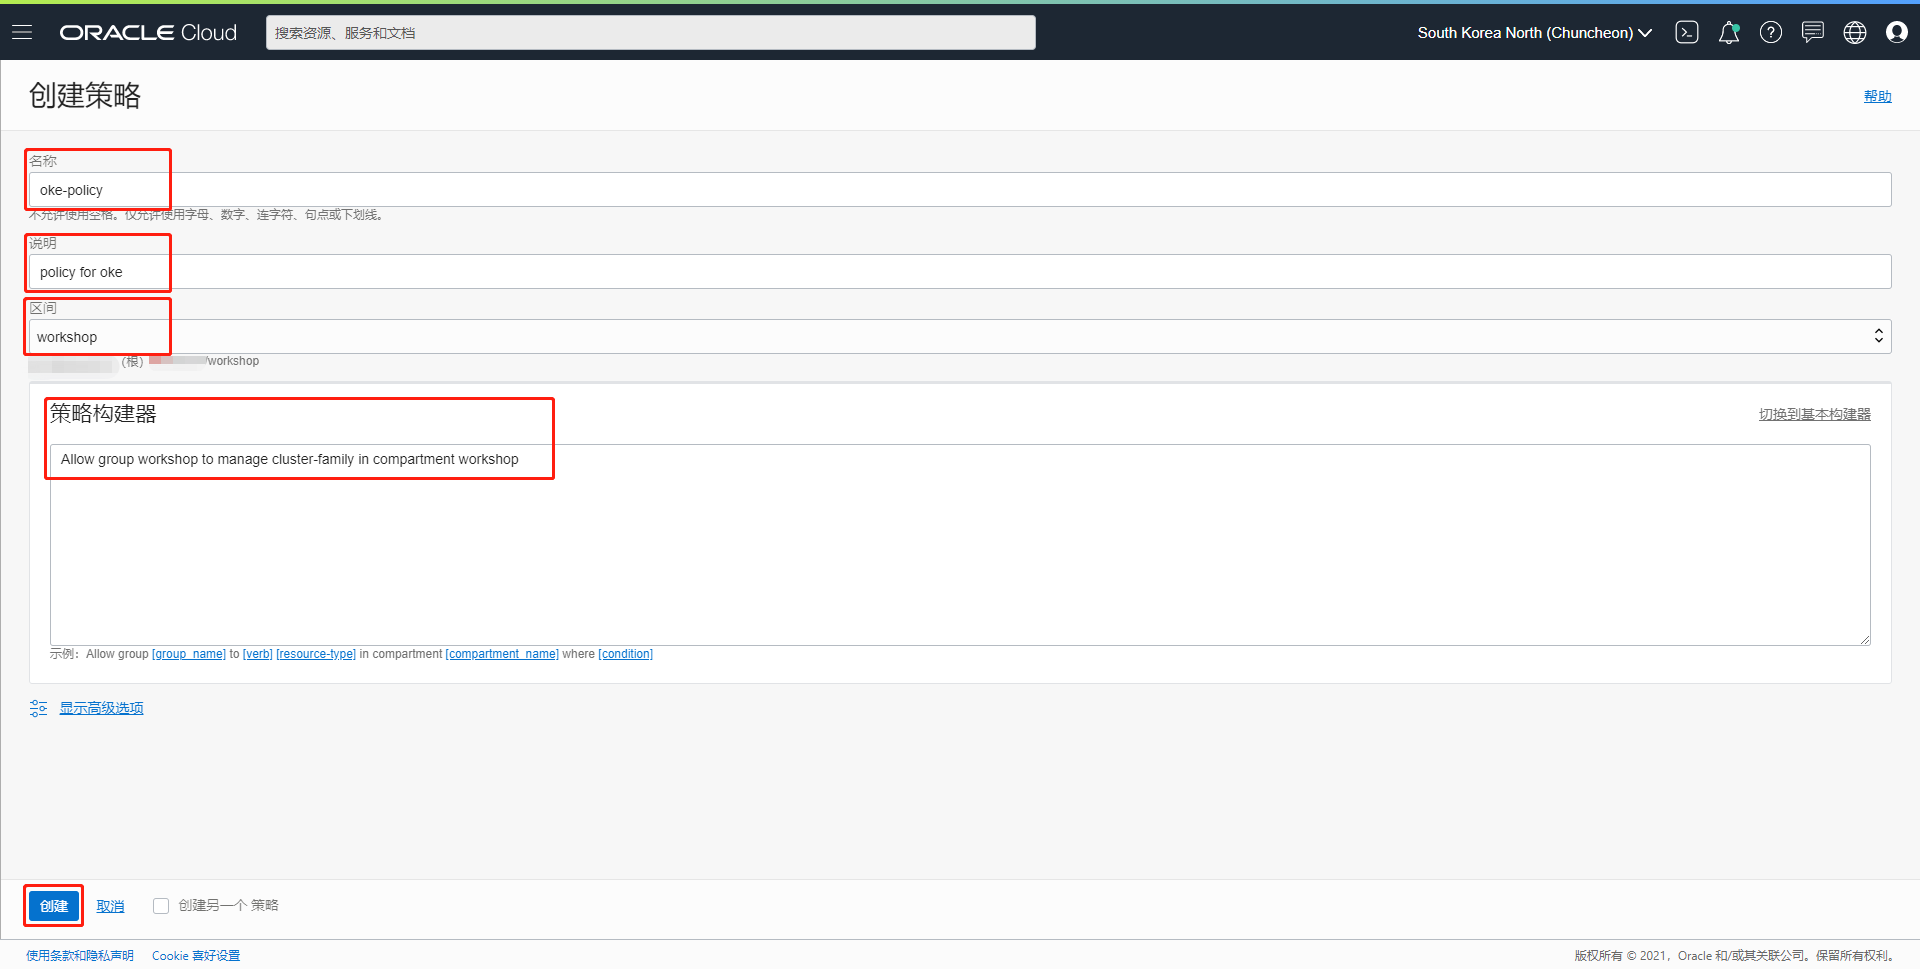 ORACLE Cloud
搜索资源、服务和文档
South Korea North (Chuncheon)
创建策略
帮助
名称
oke-policy
不允许使用空格。仅允许使用字母、数字、连字符、句点或下划线。
说明
policy for oke
区间
workshop
(根)
/workshop
策略构建器
切换到基本构建器
Allow group workshop to manage cluster-family in compartment workshop
示例：Allow group [group_name] to [verb] [resource-type] in compartment [compartment_name] where [condition]
显示高级选项
创建 取消 创建另一个 策略
使用条款和隐私声明 Cookie 喜好设置
版权所有 © 2021，Oracle 和/或其关联公司。保留所有权利。